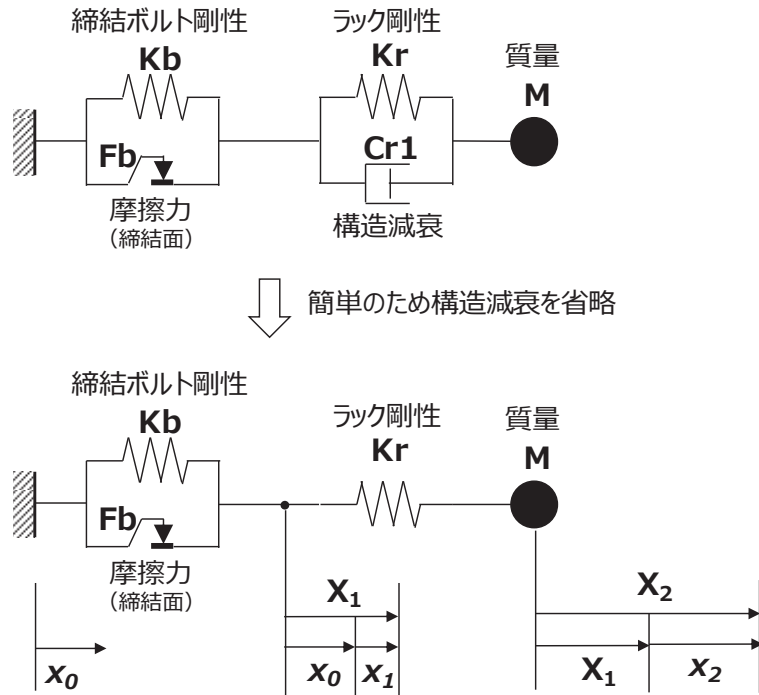 締結ボルト剛性
Kb
ラック剛性
Kr
質量
M
Fb
Cr1
摩擦力
（締結面）
構造減衰
簡単のため構造減衰を省略
締結ボルト剛性
Kb
ラック剛性
Kr
質量
M
Fb
摩擦力
（締結面）
X₁
X₂
x₀
x₀
x₁
X₁
x₂